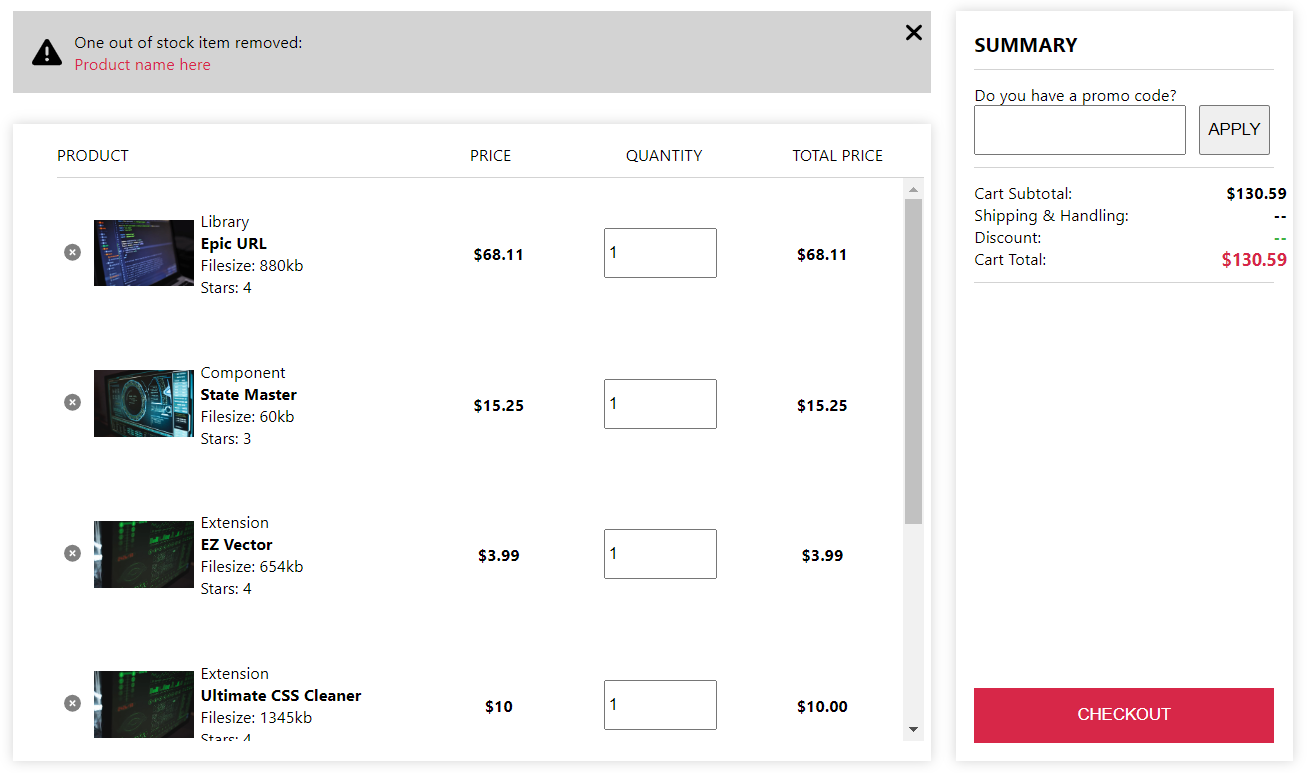 One out of stock item removed:
Product name here
PRODUCT PRICE QUANTITY TOTAL PRICE
Library
Epic URL
Filesize: 880kb
Stars: 4
$68.11 1 $68.11
Component
State Master
Filesize: 60kb
Stars: 3
$15.25 1 $15.25
Extension
EZ Vector
Filesize: 654kb
Stars: 4
$3.99 1 $3.99
Extension
Ultimate CSS Cleaner
Filesize: 1345kb
Stars: 4
$10 1 $10.00
SUMMARY
Do you have a promo code?
APPLY
Cart Subtotal: $130.59
Shipping & Handling: --
Discount: --
Cart Total: $130.59
CHECKOUT